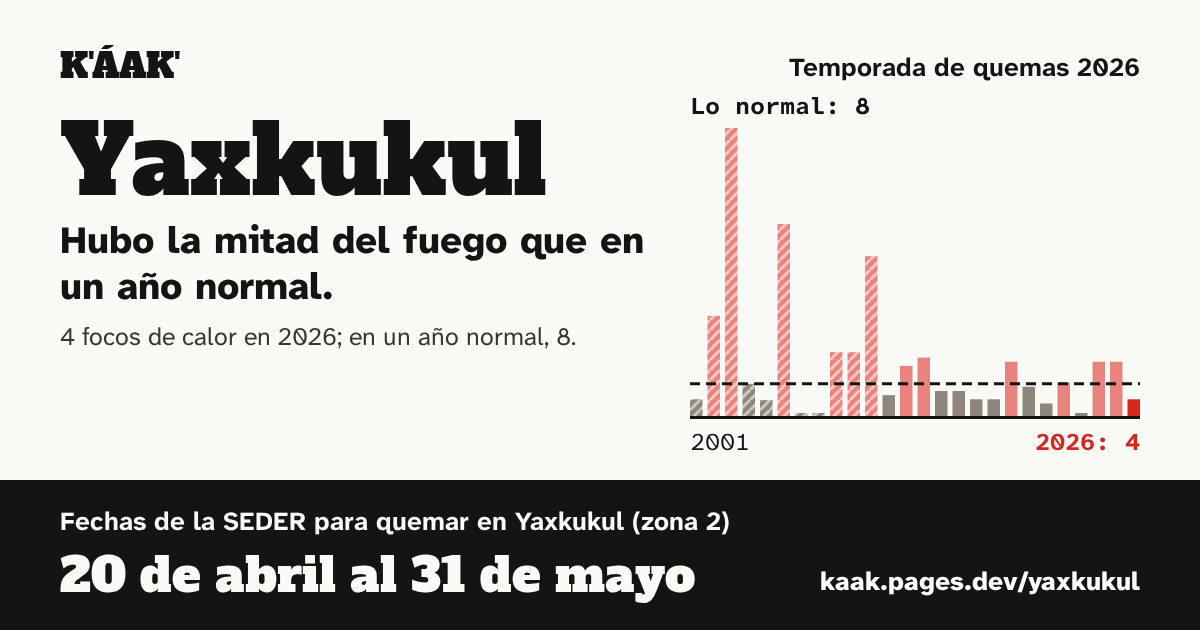 K'ÁAK'
Temporada de quemas 2026
Lo normal: 8
Yaxkukul
Hubo la mitad del fuego que en
un año normal.
4 focos de calor en 2026; en un año normal, 8.
2001
2026: 4
Fechas de la SEDER para quemar en Yaxkukul (zona 2)
20 de abril al 31 de mayo
kaak.pages.dev/yaxkukul